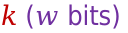 k (w bits)